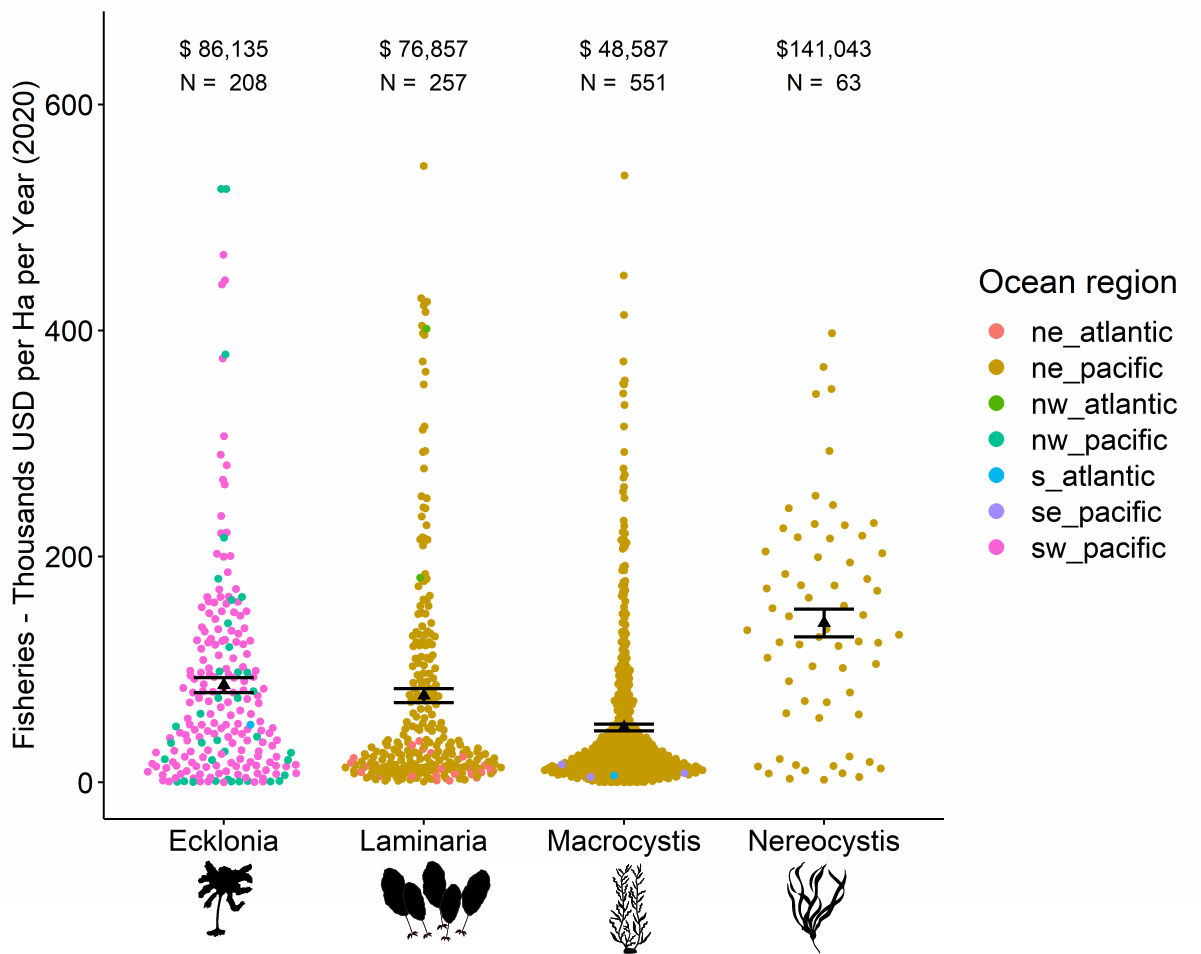 $ 86,135 $ 76,857 $ 48,587 $141,043
N = 208 N = 257 N = 551 N = 63
Fisheries - Thousands USD per Ha per Year (2020)
600
400
200
0
Ecklonia Laminaria Macrocystis Nereocystis
Ocean region
ne_atlantic
ne_pacific
nw_atlantic
nw_pacific
s_atlantic
se_pacific
sw_pacific